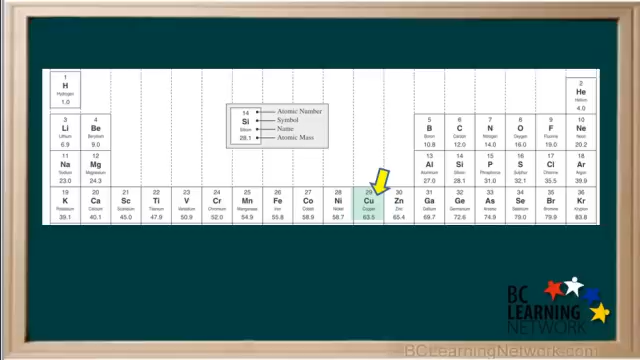 1 2
H He
Hydrogen Helium
1.0 4.0
14 Atomic Number
Si Symbol
Silicon Name
28.1 Atomic Mass
3 4 5 6 7 8 9 10
Li Be B C N O F Ne
Lithium Beryllium Boron Carbon Nitrogen Oxygen Fluorine Neon
6.9 9.0 10.8 12.0 14.0 16.0 19.0 20.2
11 12 13 14 15 16 17 18
Na Mg Al Si P S Cl Ar
Sodium Magnesium Aluminum Silicon Phosphorus Sulphur Chlorine Argon
23.0 24.3 27.0 28.1 31.0 32.1 35.5 39.9
19 20 21 22 23 24 25 26 27 28 29 30 31 32 33 34 35 36
K Ca Sc Ti V Cr Mn Fe Co Ni Cu Zn Ga Ge As Se Br Kr
Potassium Calcium Scandium Titanium Vanadium Chromium Manganese Iron Cobalt Nickel Copper Zinc Gallium Germanium Arsenic Selenium Bromine Krypton
39.1 40.1 45.0 47.9 50.9 52.0 54.9 55.8 58.9 58.7 63.5 65.4 69.7 72.6 74.9 79.0 79.9 83.8
BC
LEARNING
NETWORK
BCLearningNetwork.com